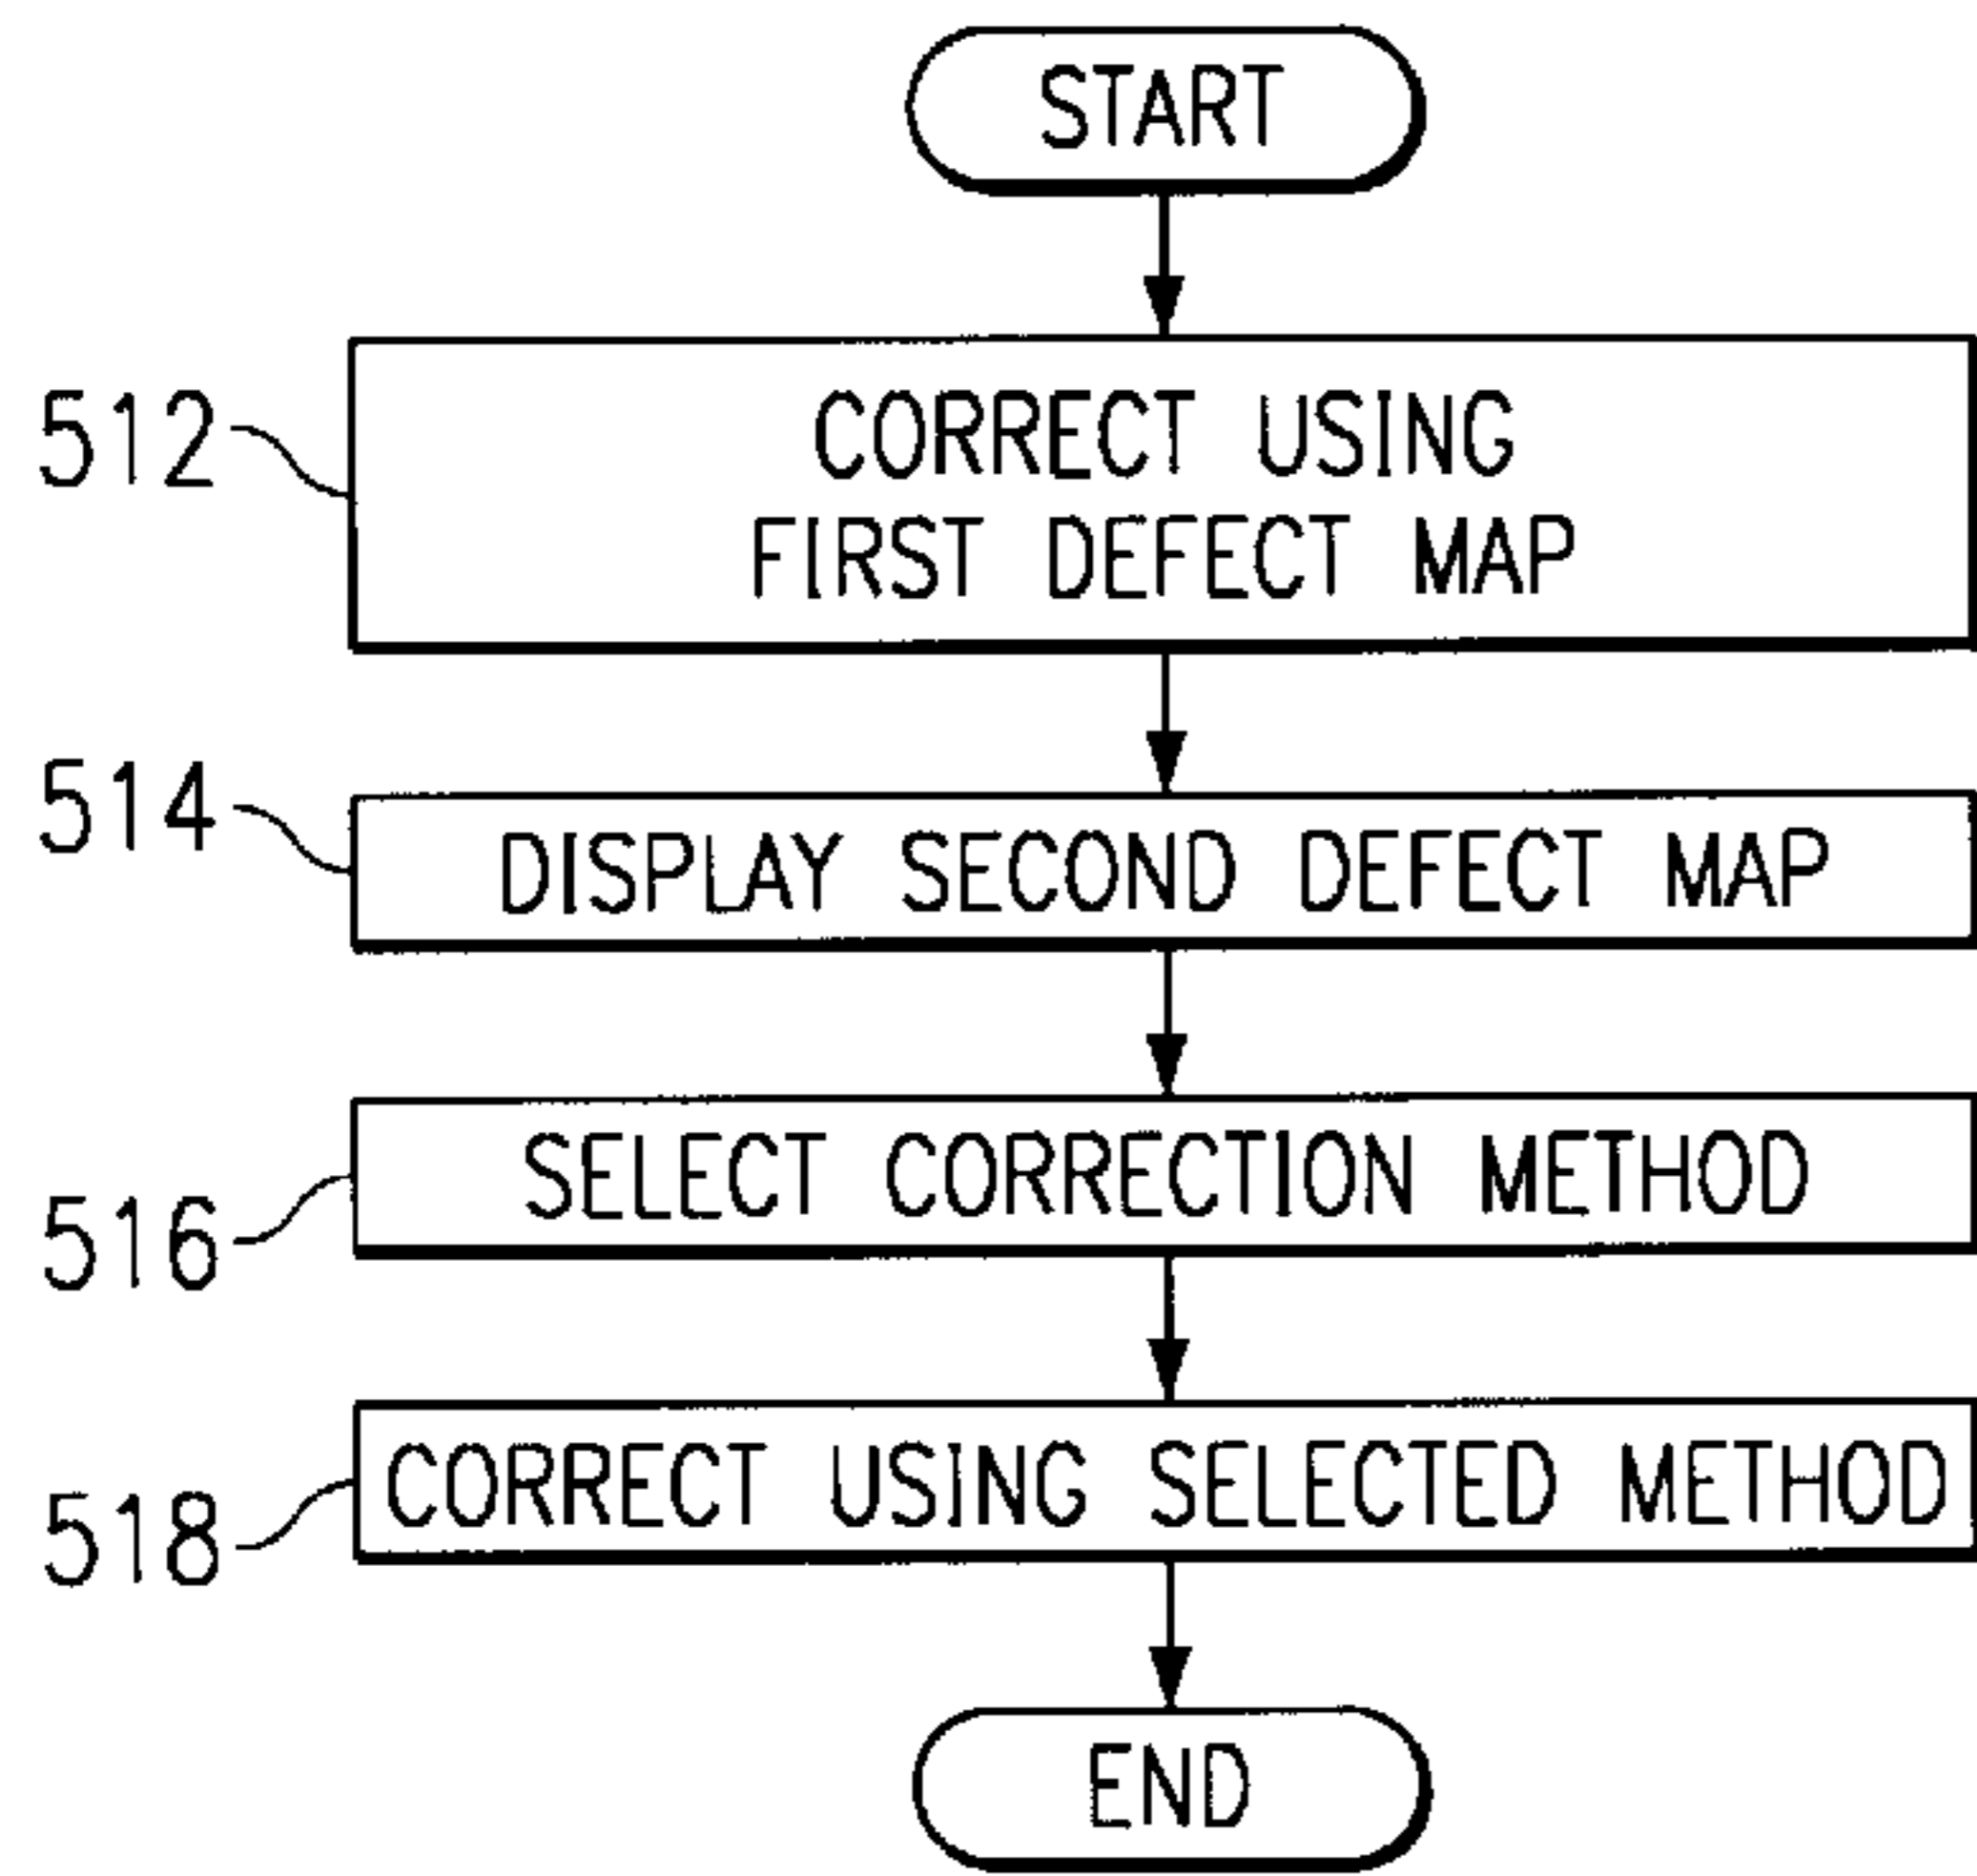 START
512
CORRECT USING
FIRST DEFECT MAP
514
DISPLAY SECOND DEFECT MAP
516
SELECT CORRECTION METHOD
518
CORRECT USING SELECTED METHOD
END